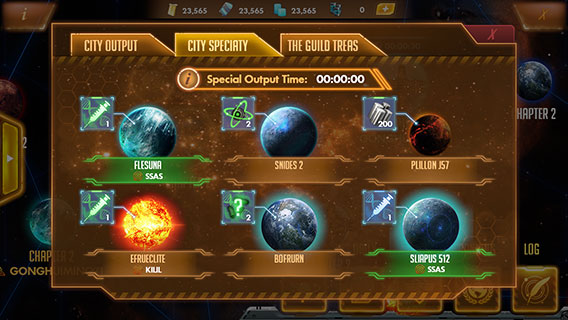 23,565 23,565 23,565 0
CITY OUTPUT CITY SPECIATY THE GUILD TREAS
Special Output Time: 00:00:00
CHAPTER 2
1 2 200
FLESUNA SNIDES 2 PLILLON J57
SSAS
1 2 1
EFRUECLITE BOFRURN SLIAPUS 512
KILIL SSAS
CHAPTER 2 LOG
GONGHUIMIN